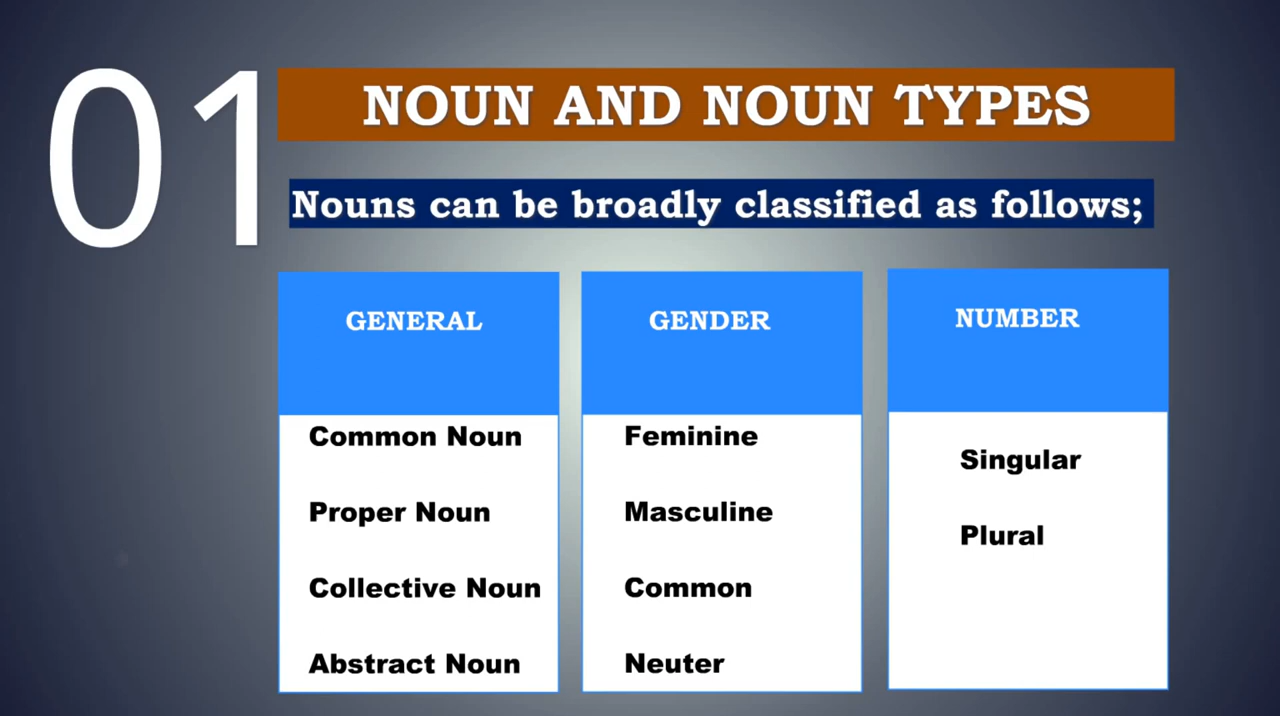 01
NOUN AND NOUN TYPES
Nouns can be broadly classified as follows;
GENERAL
Common Noun
Proper Noun
Collective Noun
Abstract Noun
GENDER
Feminine
Masculine
Common
Neuter
NUMBER
Singular
Plural